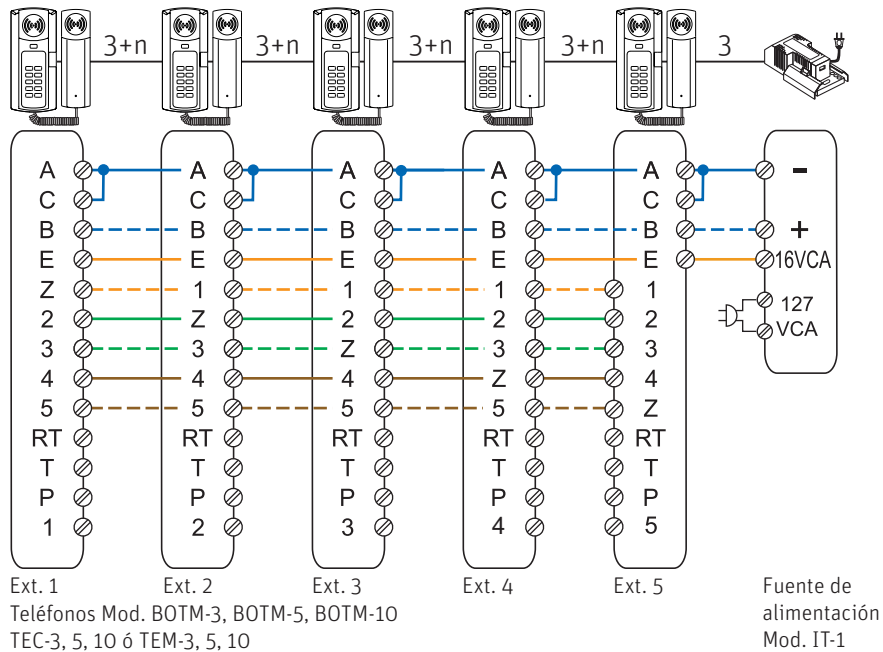 3+n 3+n 3+n 3+n 3
A A A A A -
C C C C C
B B B B B +
E E E E E 16VCA
Z 1 1 1 1 127
2 Z 2 2 2 VCA
3 3 Z 3 3
4 4 4 Z 4
5 5 5 5 Z
RT RT RT RT RT
T T T T T
P P P P P
1 2 3 4 5
Ext. 1 Ext. 2 Ext. 3 Ext. 4 Ext. 5 Fuente de
Teléfonos Mod. BOTM-3, BOTM-5, BOTM-10 alimentación
TEC-3, 5, 10 ó TEM-3, 5, 10 Mod. IT-1